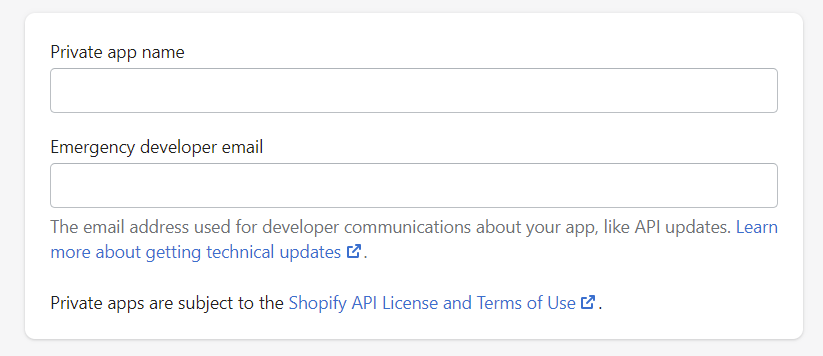 Private app name
Emergency developer email
The email address used for developer communications about your app, like API updates. Learn
more about getting technical updates .
Private apps are subject to the Shopify API License and Terms of Use .